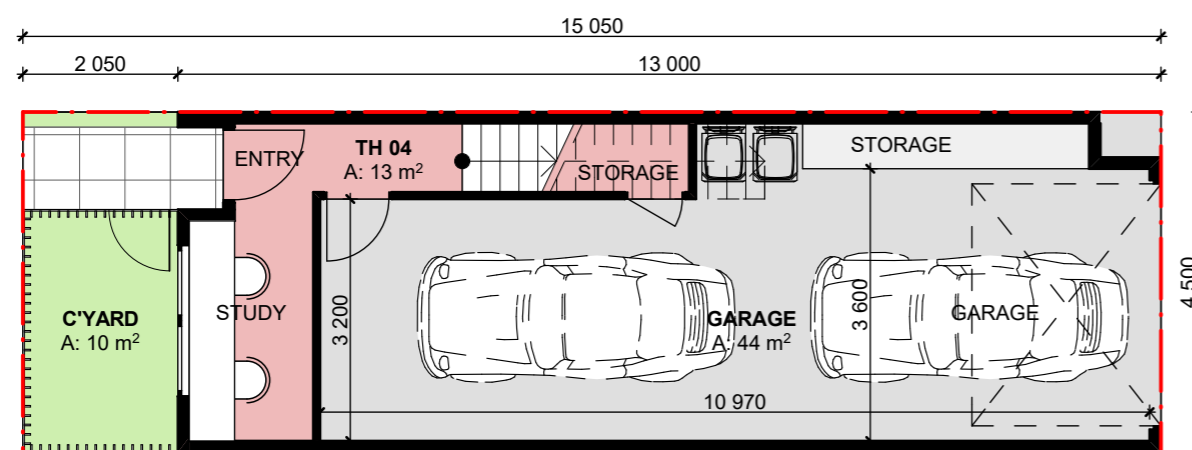 15 050
2 050
13 000
ENTRY
TH 04
A: 13 m²
STORAGE
STORAGE
C'YARD
A: 10 m²
STUDY
3 200
GARAGE
A: 44 m²
3 600
GARAGE
4 500
10 970